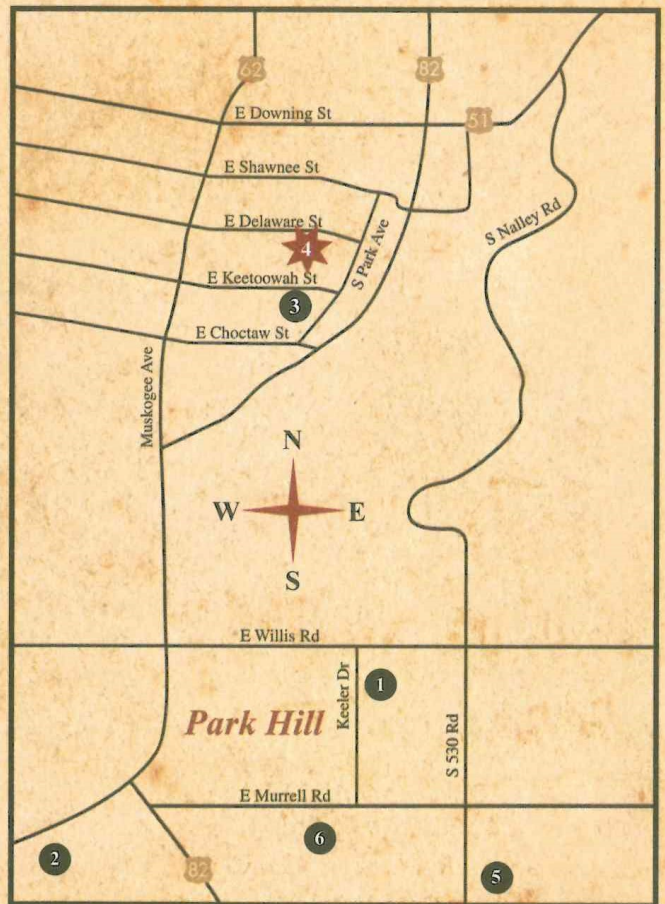 62
82
E Downing St
51
E Shawnee St
E Delaware St
S Nalley Rd
4
S Park Ave
E Keetoowah St
3
E Choctaw St
Muskogee Ave
N
W E
S
E Willis Rd
1
Keeler Dr
Park Hill
S 530 Rd
E Murrell Rd
6
2
82
5